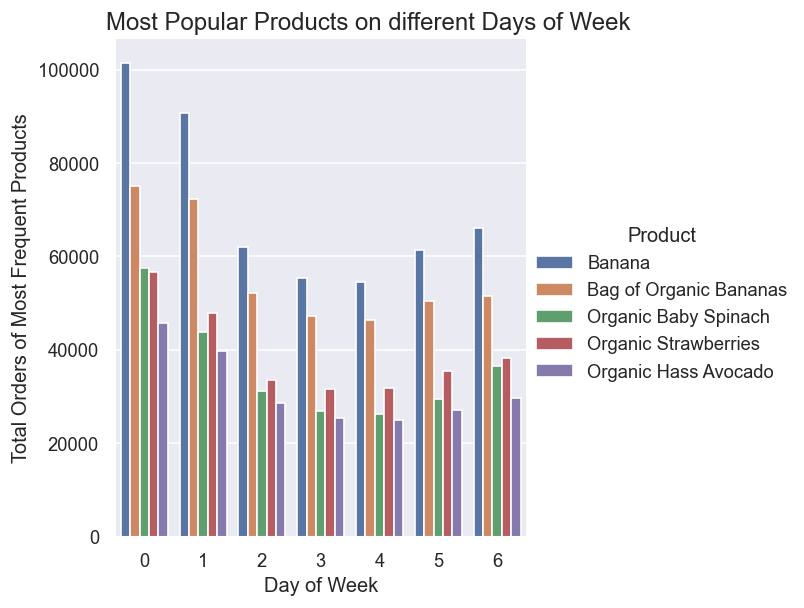 Most Popular Products on different Days of Week
Total Orders of Most Frequent Products
100000
80000
60000
40000
20000
0
0 1 2 3 4 5 6
Day of Week
Product
Banana
Bag of Organic Bananas
Organic Baby Spinach
Organic Strawberries
Organic Hass Avocado